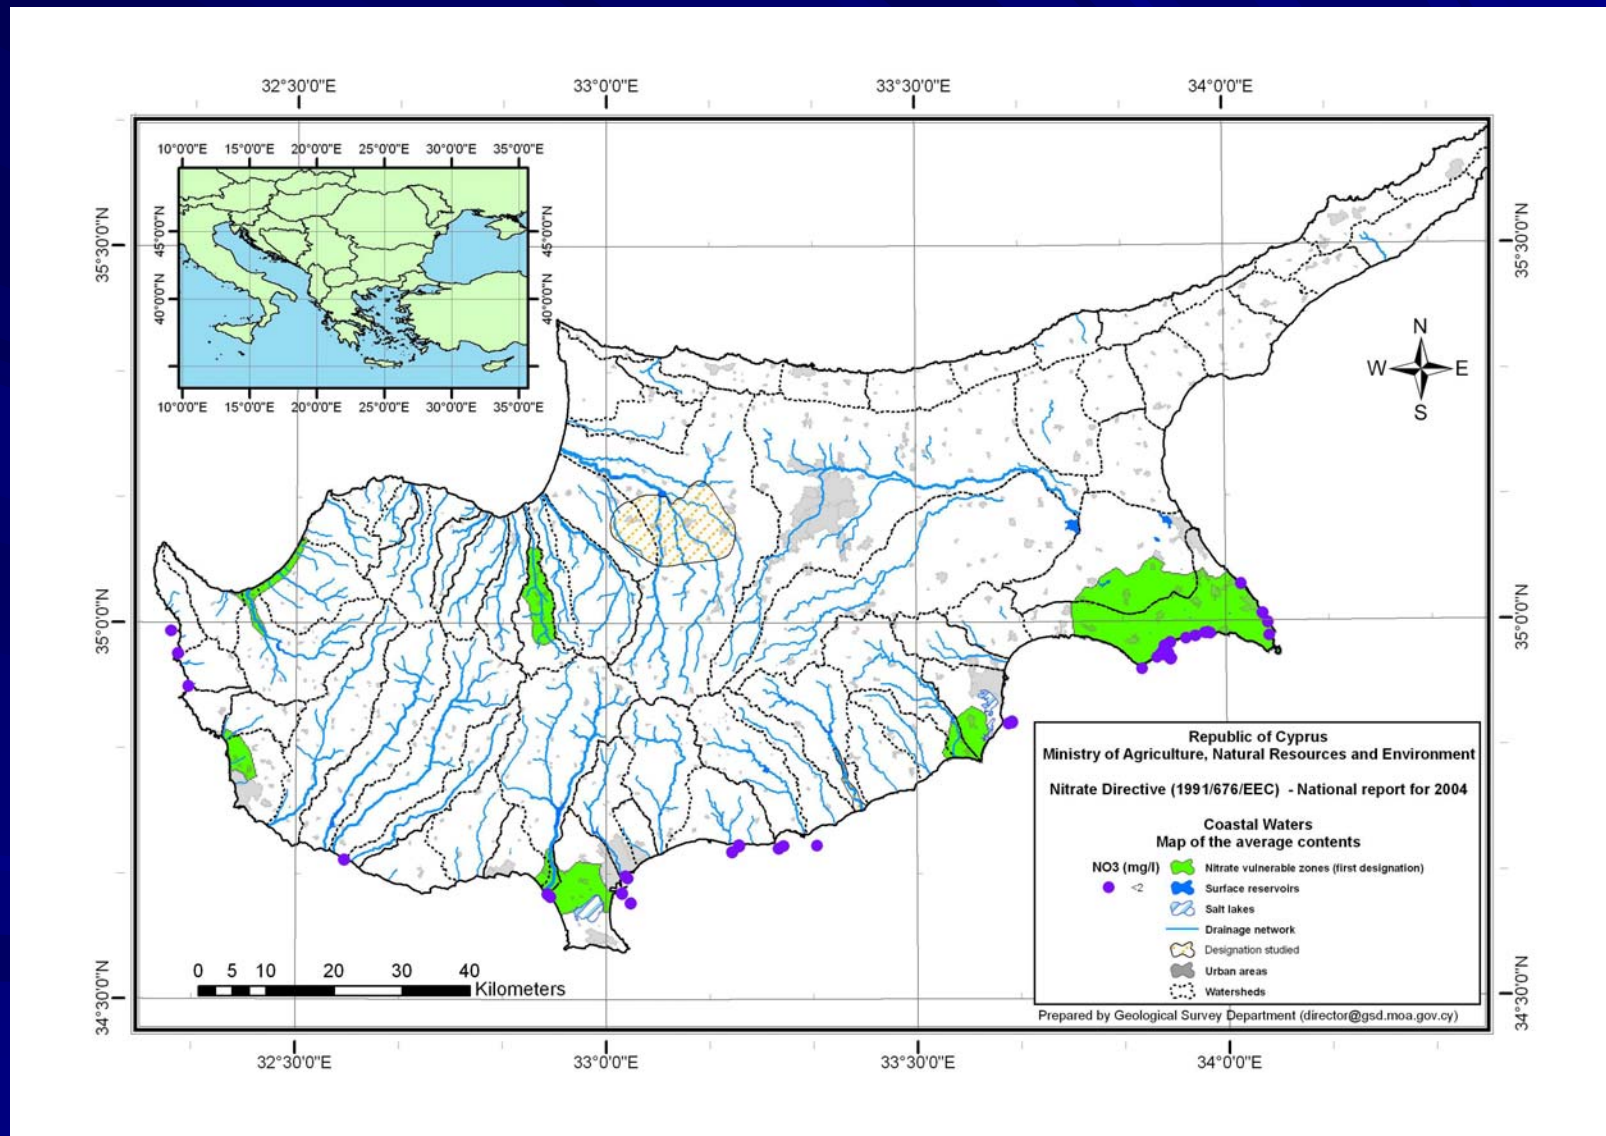 32°30'0"E 33°0'0"E 33°30'0"E 34°0'0"E
10°0'0"E 15°0'0"E 20°0'0"E 25°0'0"E 30°0'0"E 35°0'0"E
45°0'0"N 45°0'0"N
40°0'0"N 40°0'0"N
10°0'0"E 15°0'0"E 20°0'0"E 25°0'0"E 30°0'0"E 35°0'0"E
35°30'0"N 35°30'0"N
N
W E
S
35°0'0"N 35°0'0"N
Republic of Cyprus
Ministry of Agriculture, Natural Resources and Environment
Nitrate Directive (1991/676/EEC) - National report for 2004
Coastal Waters
Map of the average contents
NO3 (mg/l)
<2
Nitrate vulnerable zones (first designation)
Surface reservoirs
Salt lakes
Drainage network
Designation studied
Urban areas
Watersheds
Prepared by Geological Survey Department (director@gsd.moa.gov.cy)
0 5 10 20 30 40
Kilometers
34°30'0"N 34°30'0"N
32°30'0"E 33°0'0"E 33°30'0"E 34°0'0"E